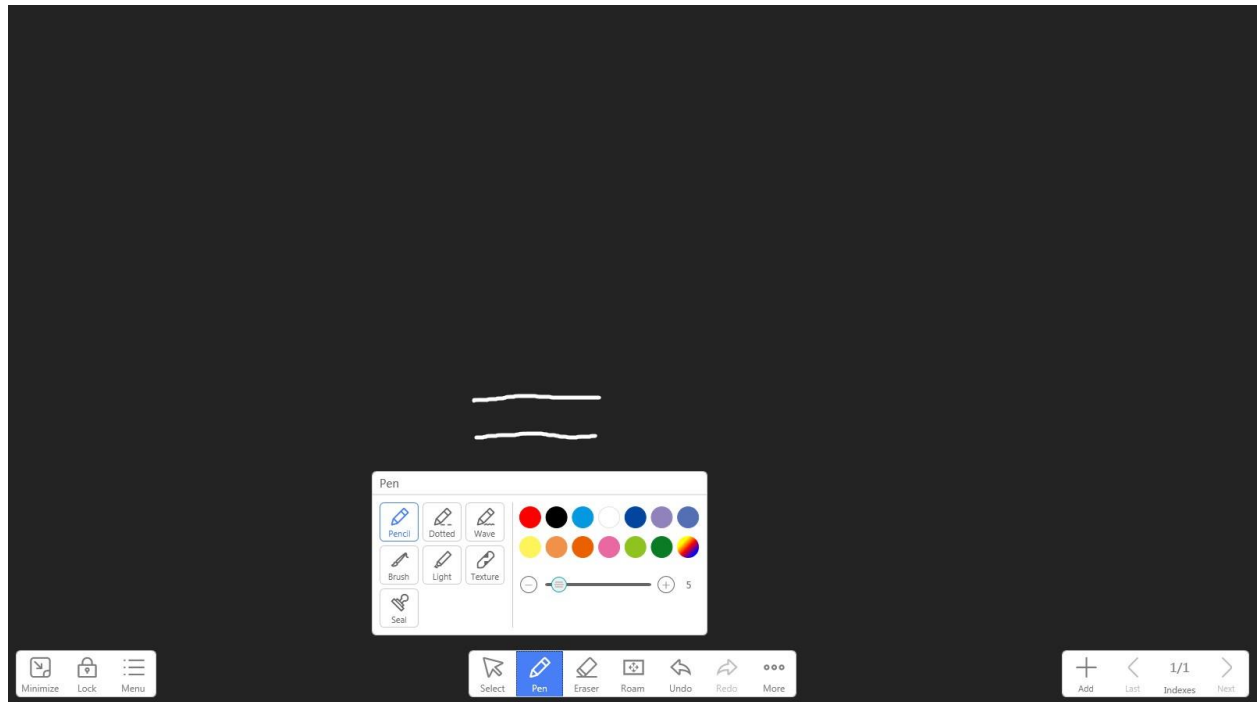 Pen
Pencil Dotted Wave
Brush Light Texture
5
Seal
1/1
Minimize Lock Menu Select Pen Eraser Roam Undo Redo More Add Last Indexes Next